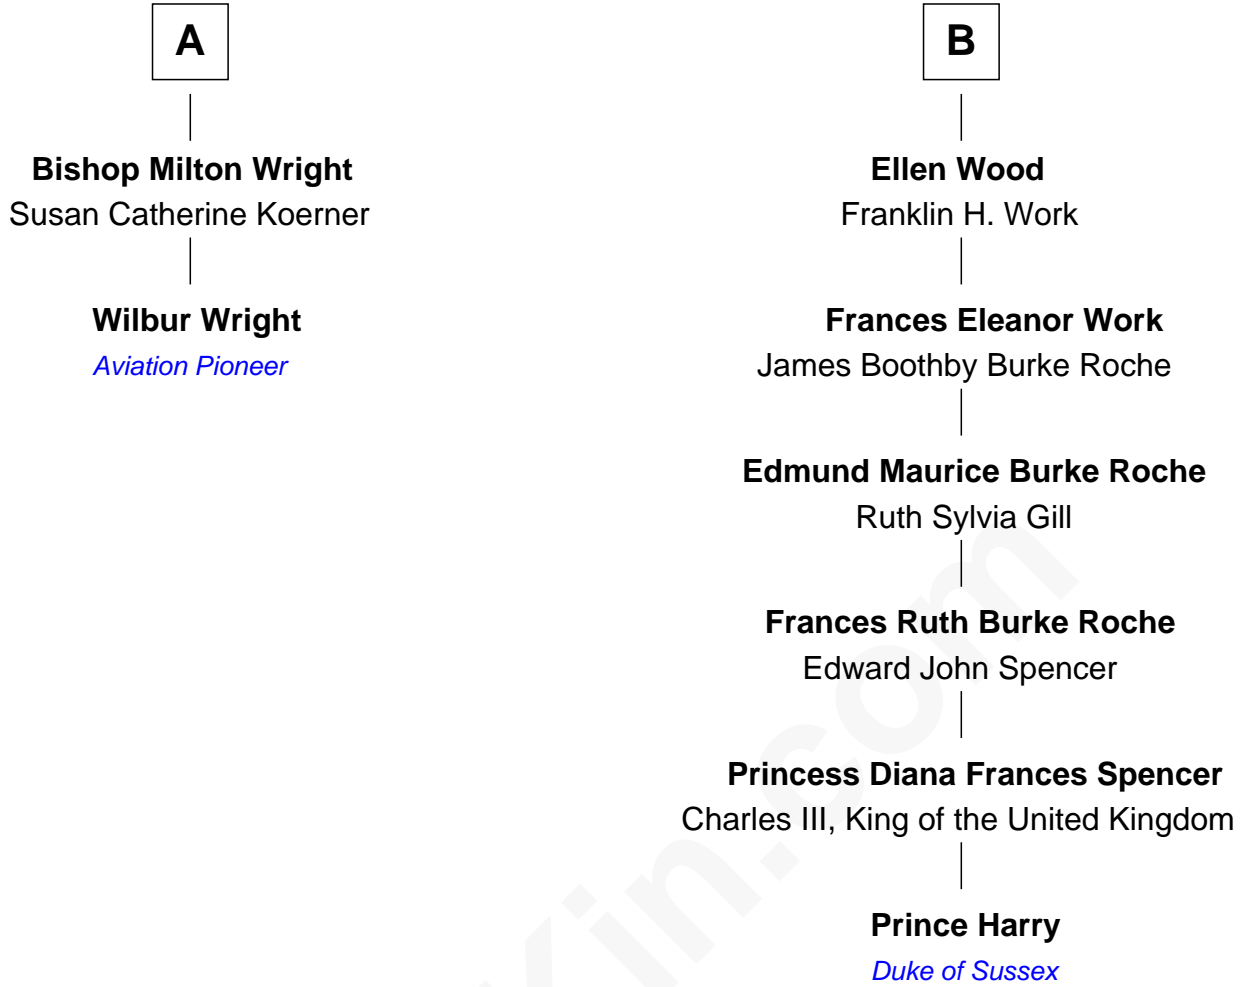 A
Bishop Milton Wright
Susan Catherine Koerner
Wilbur Wright
Aviation Pioneer
B
Ellen Wood
Franklin H. Work
Frances Eleanor Work
James Boothby Burke Roche
Edmund Maurice Burke Roche
Ruth Sylvia Gill
Frances Ruth Burke Roche
Edward John Spencer
Princess Diana Frances Spencer
Charles III, King of the United Kingdom
Prince Harry
Duke of Sussex